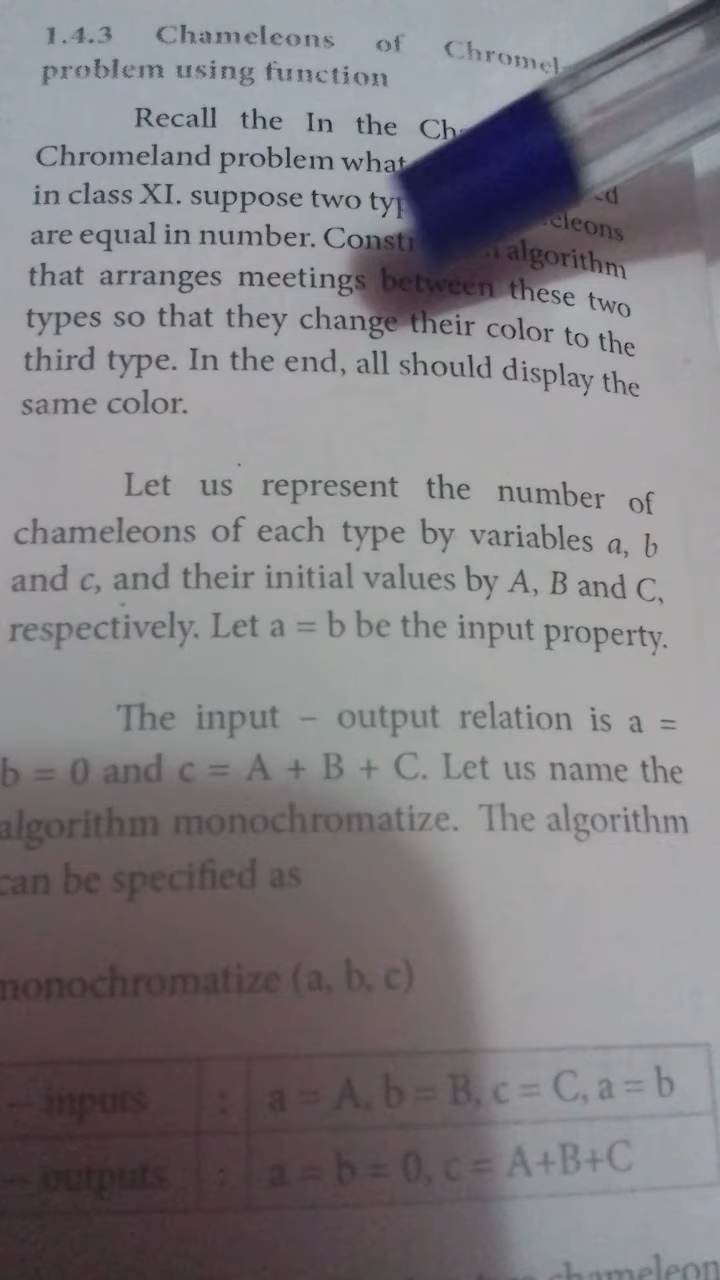 1.4.3 Chameleons of
problem using function
Recall the In the
Chromeland problem what
in class XI. suppose two
are equal in number.
algorithm
that arranges meetings between these two
types so that they change their color to the
third type. In the end, all should display the
same color.
Let us represent the number of
chameleons of each type by variables a, b
and c, and their initial values by A, B and C,
respectively. Let a = b be the input property.
The input – output relation is a =
b = 0 and c = A + B + C. Let us name the
algorithm monochromatize. The algorithm
can be specified as
monochromatize (a, b, c)
– inputs : a = A, b = B, c = C, a = b
– outputs : a = b = 0, c = A+B+C